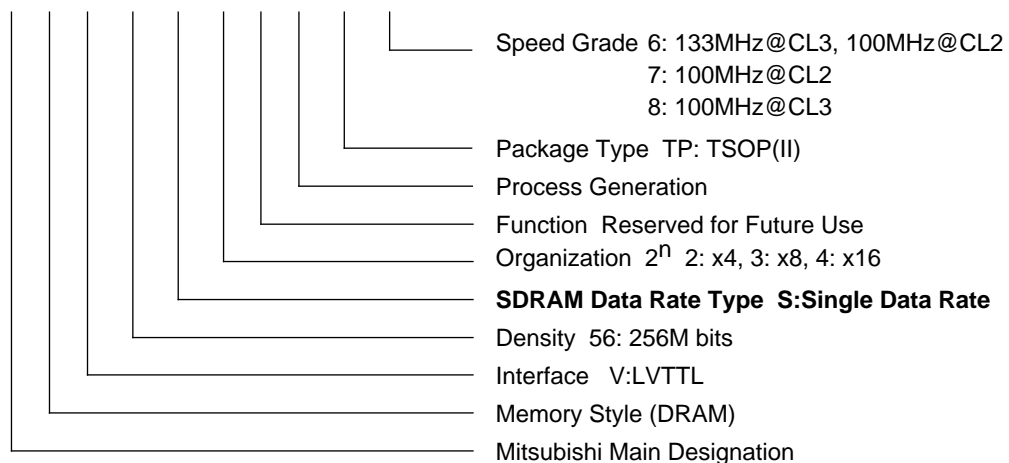 Speed Grade 6: 133MHz@CL3, 100MHz@CL2
7: 100MHz@CL2
8: 100MHz@CL3
Package Type TP: TSOP(II)
Process Generation
Function Reserved for Future Use
Organization 2ⁿ 2: x4, 3: x8, 4: x16
SDRAM Data Rate Type S:Single Data Rate
Density 56: 256M bits
Interface V:LVTTL
Memory Style (DRAM)
Mitsubishi Main Designation